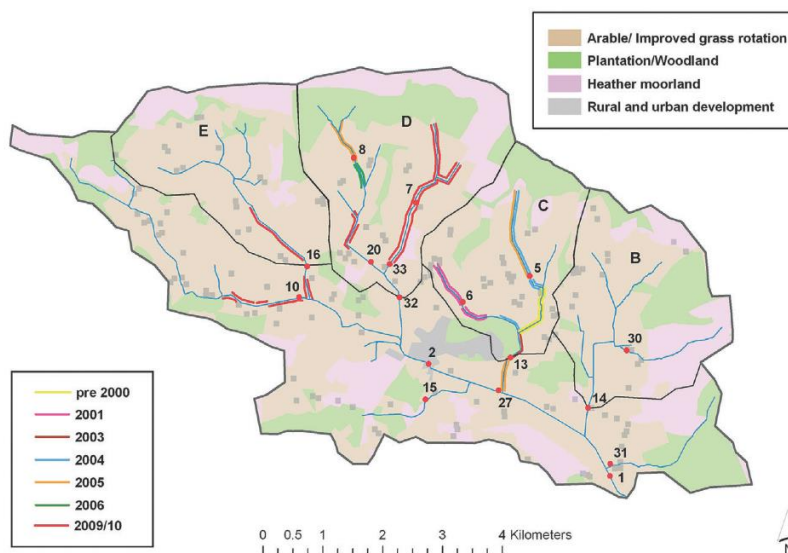 Arable/ Improved grass rotation
Plantation/Woodland
Heather moorland
Rural and urban development
E
D
8
7
C
B
16
20
33
5
10
6
32
30
2
13
15
27
14
31
1
pre 2000
2001
2003
2004
2005
2006
2009/10
0 0.5 1 2 3 4 Kilometers
N